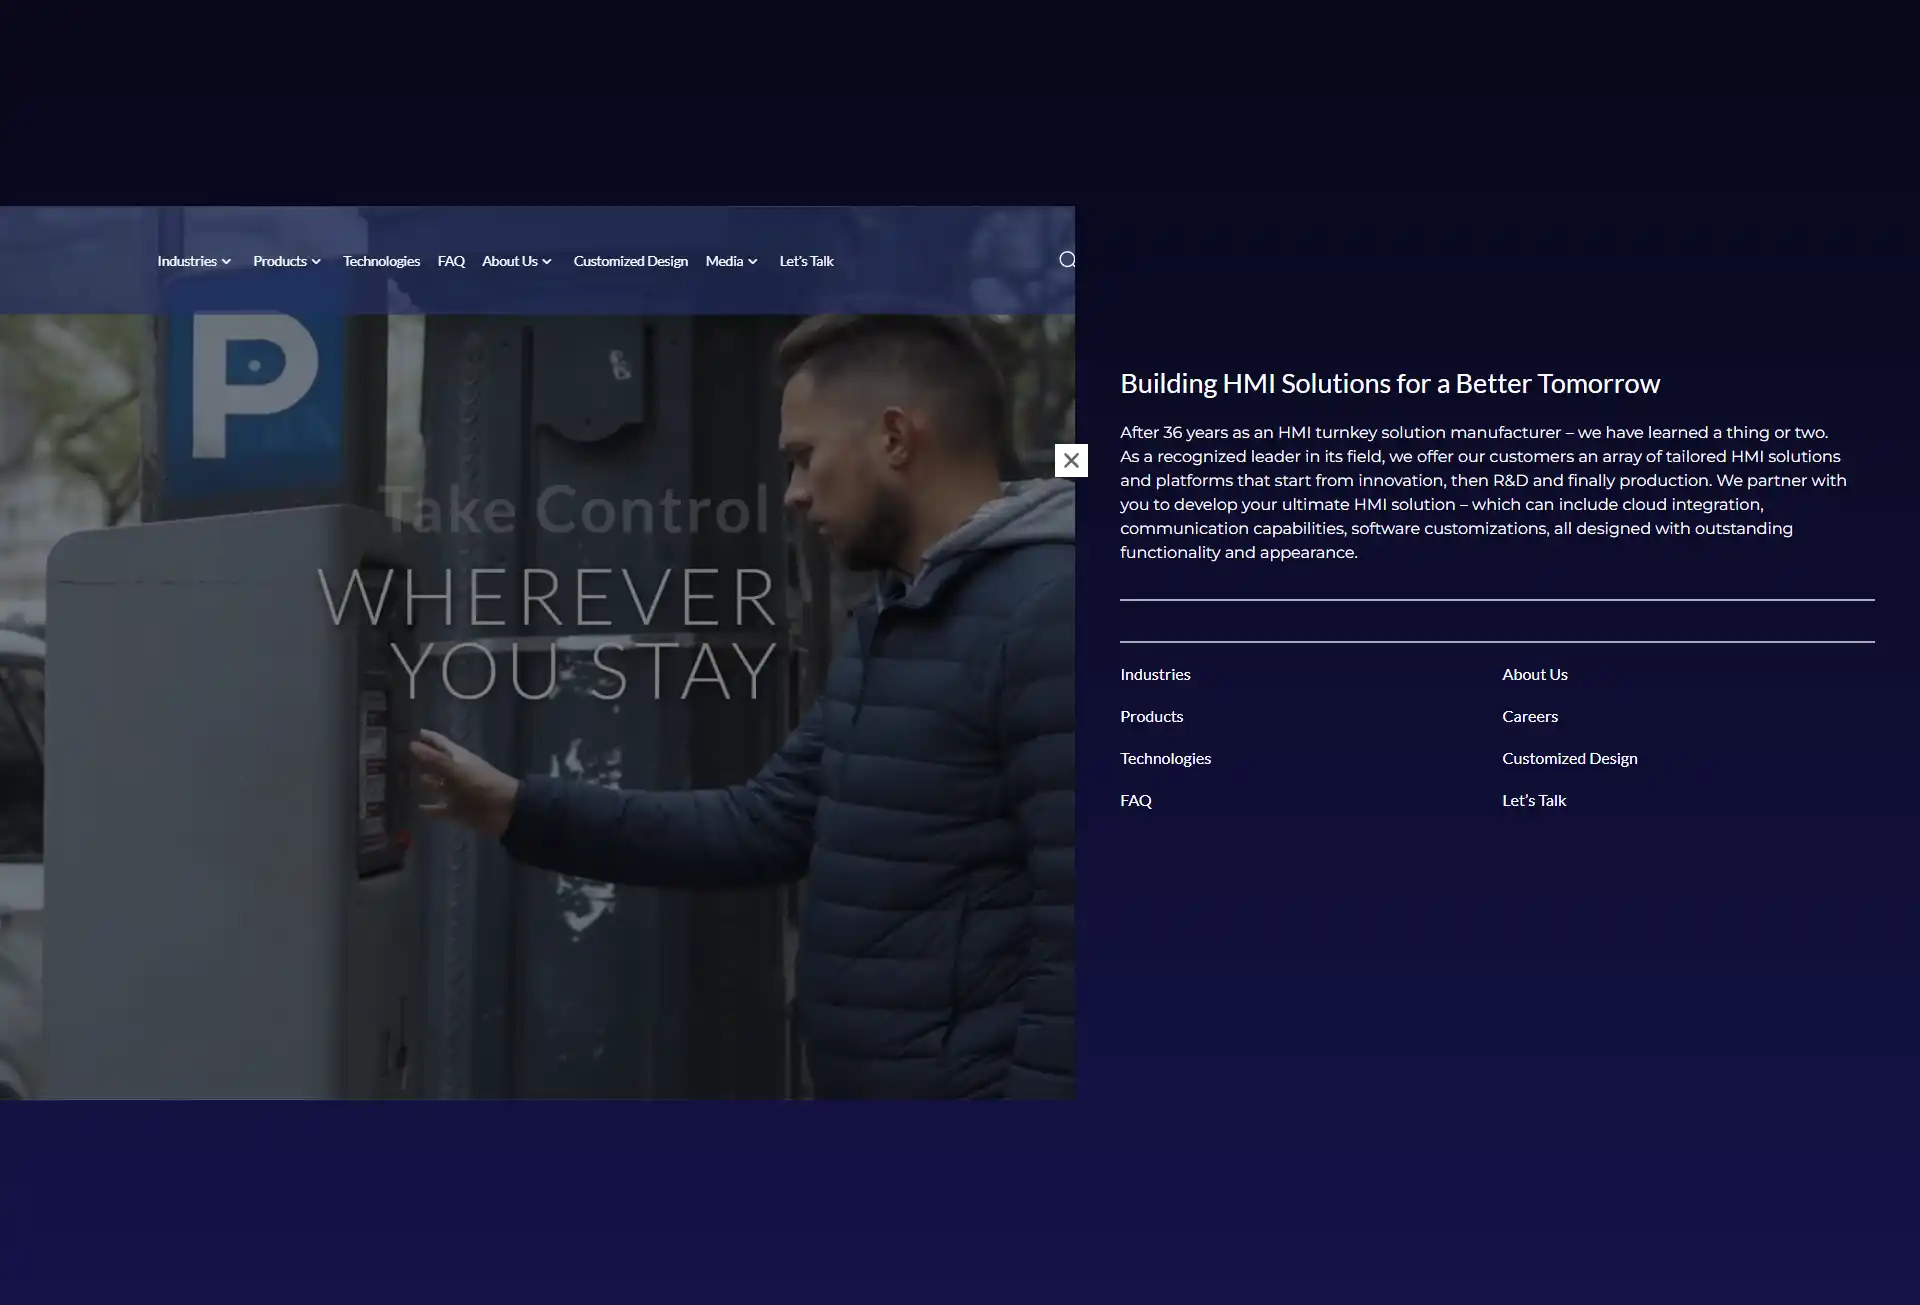 Industries Products Technologies FAQ About Us Customized Design Media Let's Talk
P
Take Control
WHEREVER
YOU STAY
Building HMI Solutions for a Better Tomorrow
After 36 years as an HMI turnkey solution manufacturer – we have learned a thing or two.
As a recognized leader in its field, we offer our customers an array of tailored HMI solutions
and platforms that start from innovation, then R&D and finally production. We partner with
you to develop your ultimate HMI solution – which can include cloud integration,
communication capabilities, software customizations, all designed with outstanding
functionality and appearance.
Industries
Products
Technologies
FAQ
About Us
Careers
Customized Design
Let's Talk